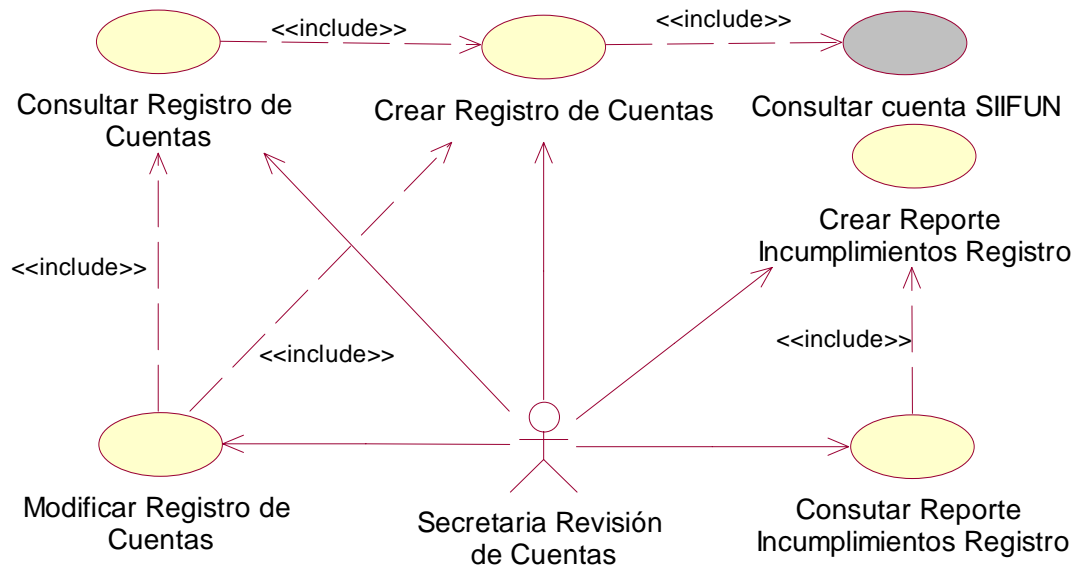 <<include>>
<<include>>
Consultar Registro de
Cuentas
Crear Registro de Cuentas
Consultar cuenta SIIFUN
Crear Reporte
Incumplimientos Registro
<<include>>
<<include>>
<<include>>
Modificar Registro de
Cuentas
Secretaria Revisión
de Cuentas
Consutar Reporte
Incumplimientos Registro